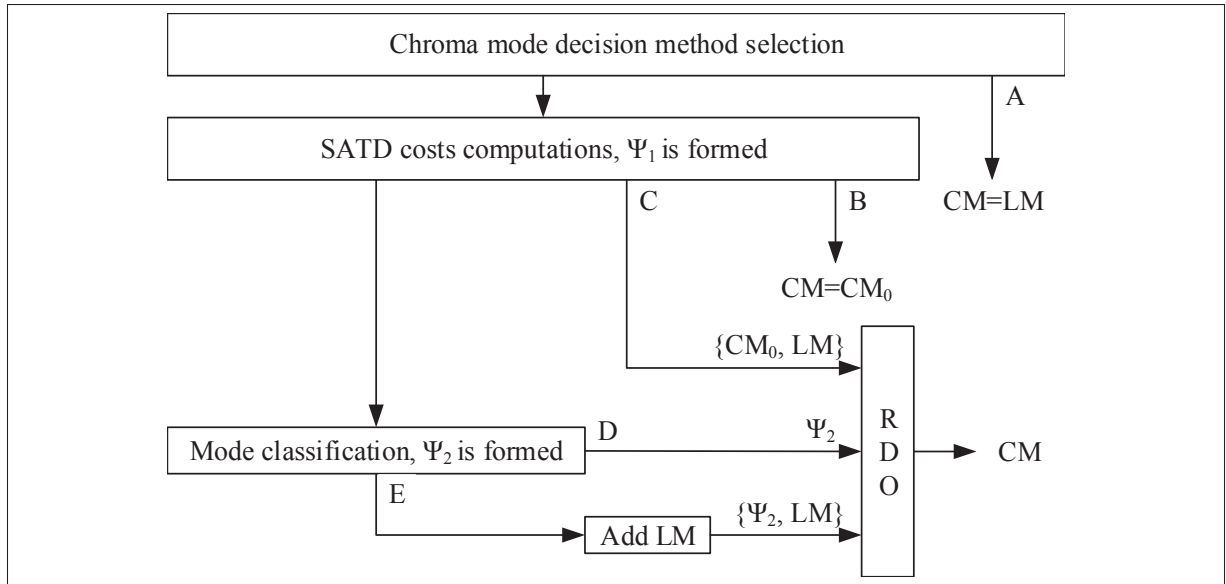 Chroma mode decision method selection
A
SATD costs computations, Ψ₁ is formed
C
B
CM=LM
CM=CM₀
{CM₀, LM}
R
D
O
Mode classification, Ψ₂ is formed
D
Ψ₂
CM
E
Add LM
{Ψ₂, LM}